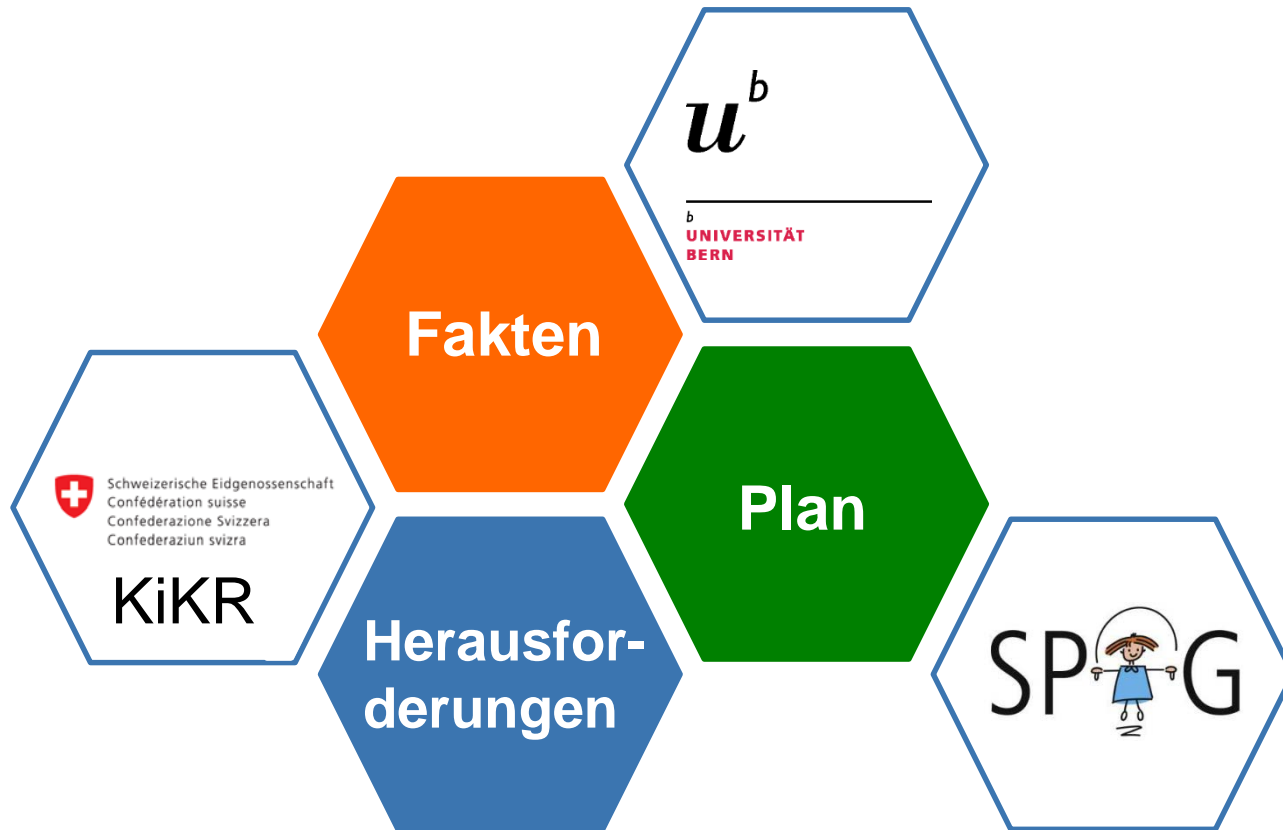 u b
b
UNIVERSITÄT
BERN
Fakten
Schweizerische Eidgenossenschaft
Confédération suisse
Confederazione Svizzera
Confederaziun svizra
KiKR
Plan
Herausfor-
derungen
SP G